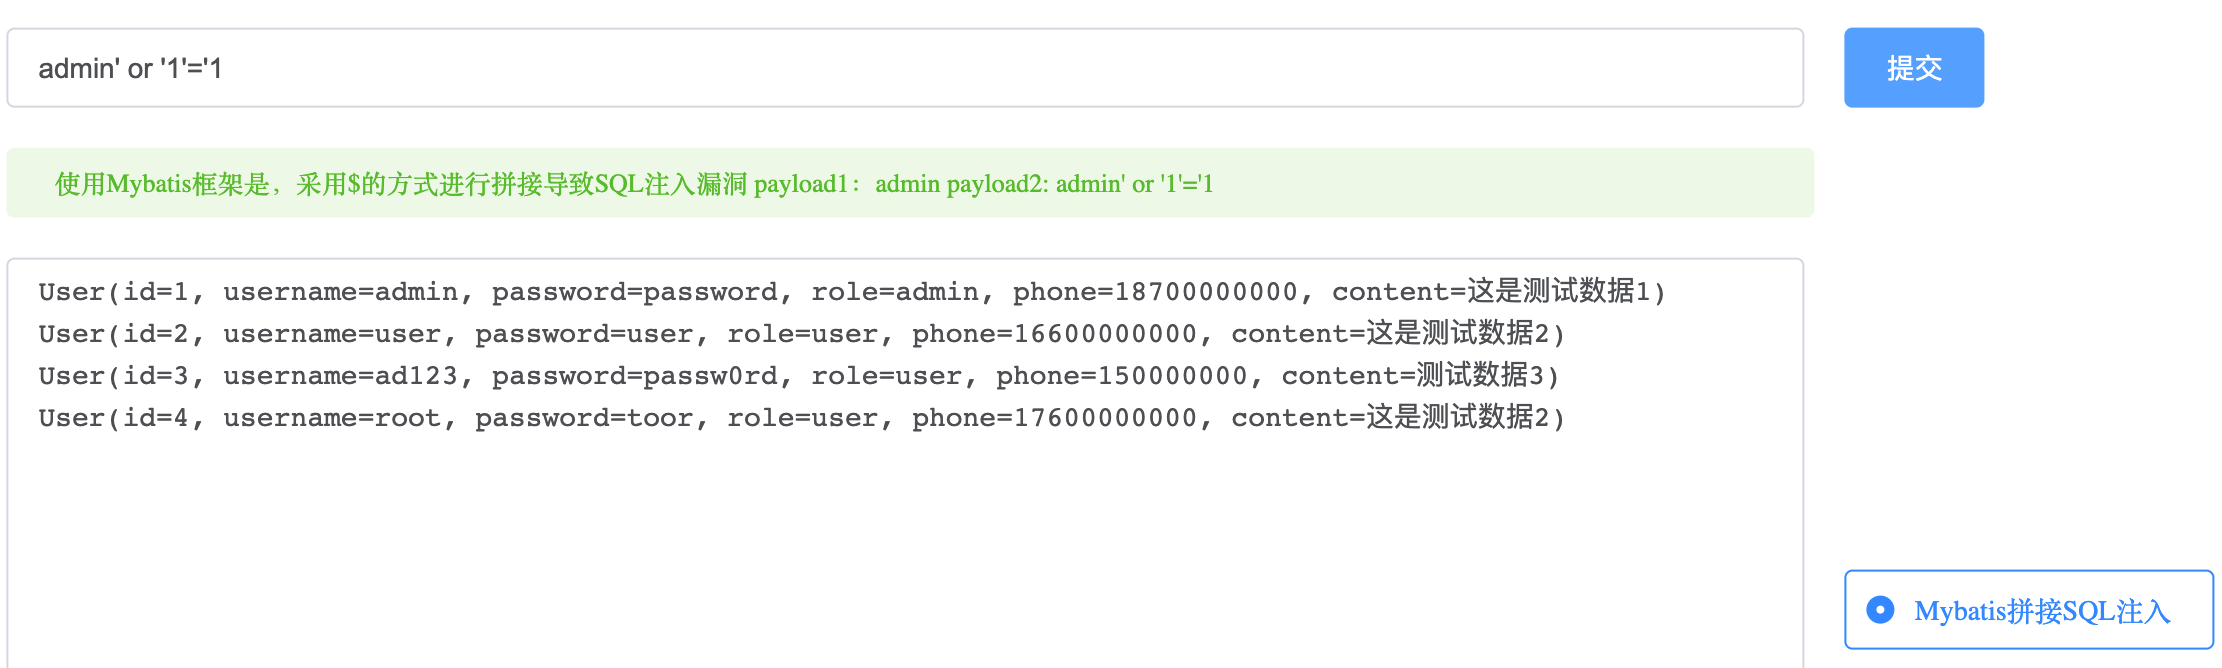 admin' or '1'='1
提交
使用Mybatis框架是，采用$的方式进行拼接导致SQL注入漏洞 payload1：admin payload2: admin' or '1'='1
User(id=1, username=admin, password=password, role=admin, phone=18700000000, content=这是测试数据1)
User(id=2, username=user, password=user, role=user, phone=16600000000, content=这是测试数据2)
User(id=3, username=ad123, password=passw0rd, role=user, phone=150000000, content=测试数据3)
User(id=4, username=root, password=toor, role=user, phone=17600000000, content=这是测试数据2)
Mybatis拼接SQL注入